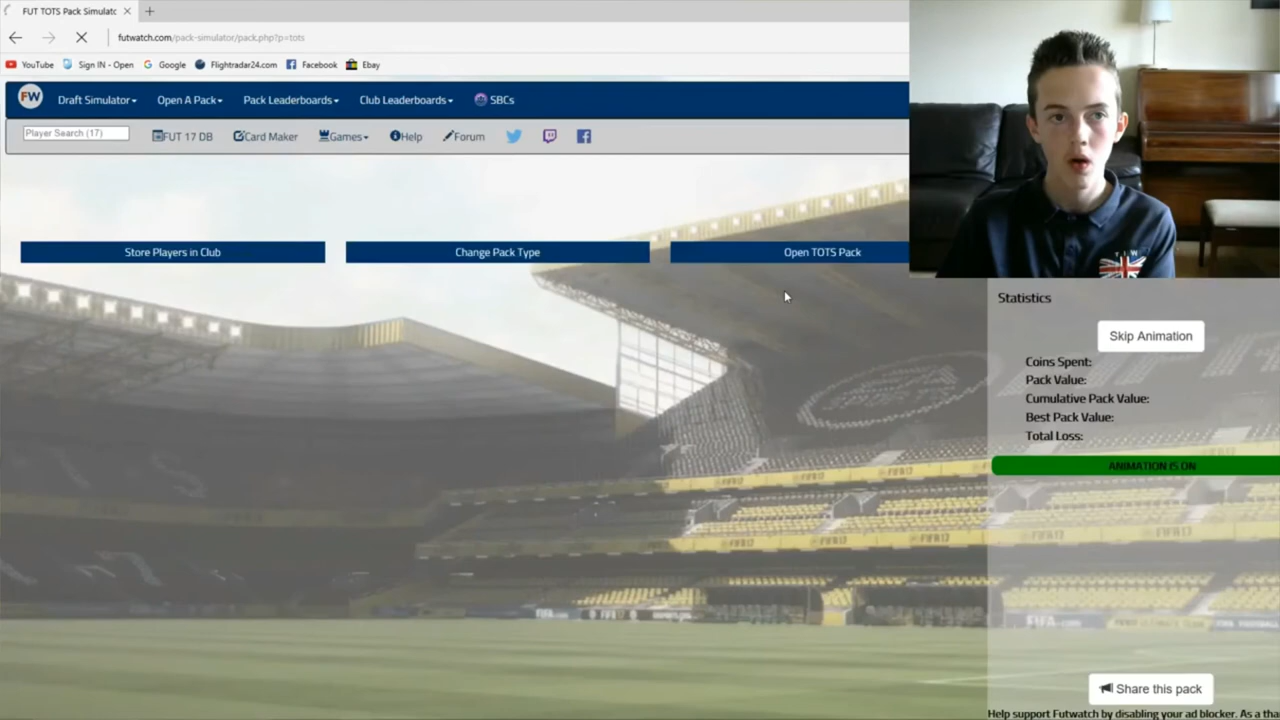 FUT TOTS Pack Simulatc
futwatch.com/pack-simulator/pack.php?p=tots
YouTube Sign IN - Open Google Flightradar24.com Facebook Ebay
FW Draft Simulator Open A Pack Pack Leaderboards Club Leaderboards SBCs
Player Search (17) FUT 17 DB Card Maker Games Help Forum
Store Players in Club Change Pack Type Open TOTS Pack
Statistics
Skip Animation
Coins Spent:
Pack Value:
Cumulative Pack Value:
Best Pack Value:
Total Loss:
ANIMATION IS ON
FIFA 17
Share this pack
Help support Futwatch by disabling your ad blocker. As a tha